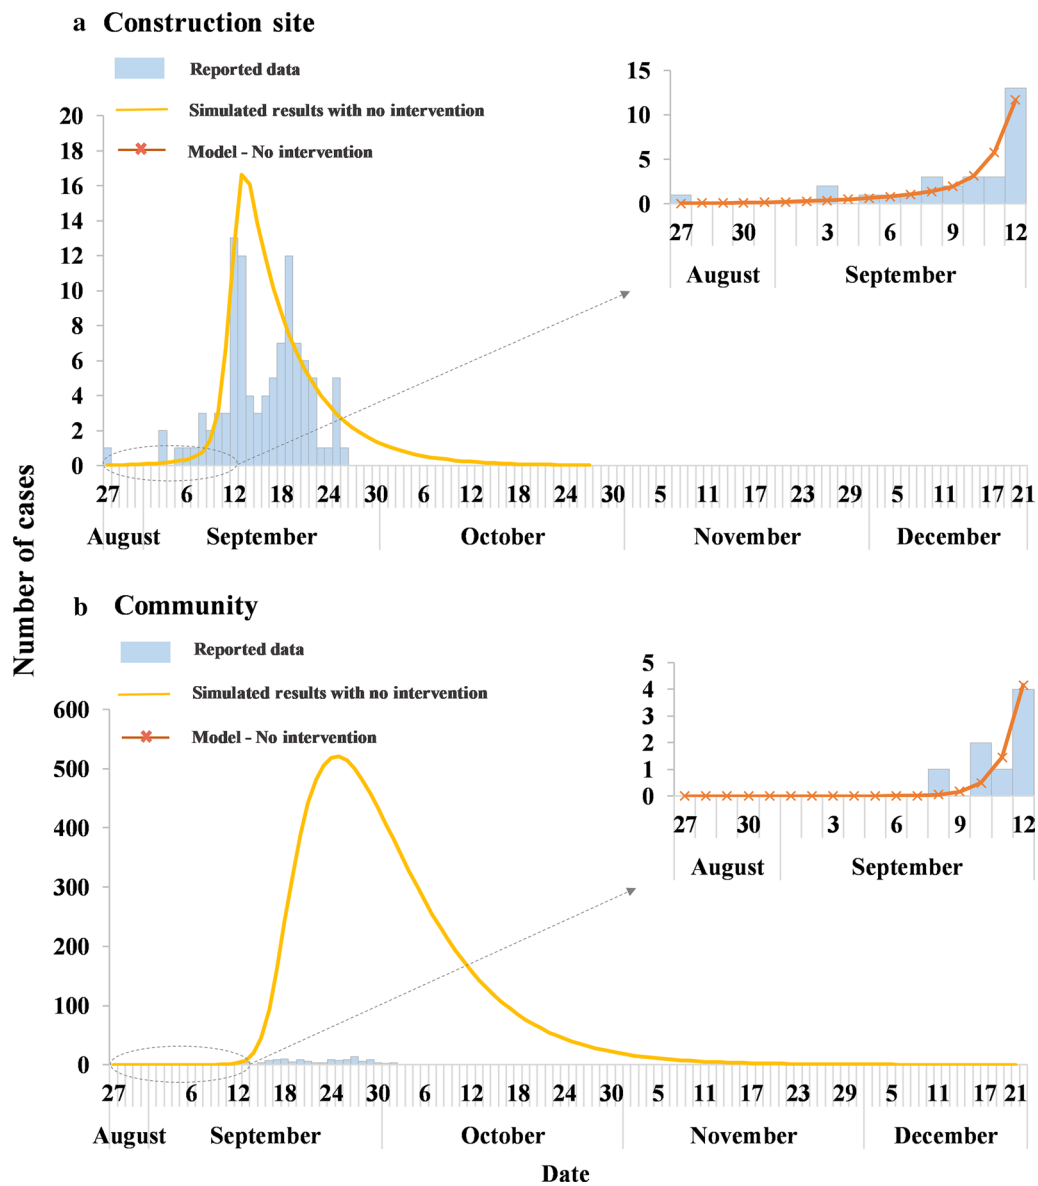 a Construction site
Reported data
Simulated results with no intervention
Model - No intervention
20
18
16
14
12
10
8
6
4
2
0
27 6 12 18 24 30 6 12 18 24 30 5 11 17 23 29 5 11 17 21
August September October November December
15
10
5
0
27 30 3 6 9 12
August September
Number of cases
b Community
Reported data
Simulated results with no intervention
Model - No intervention
600
500
400
300
200
100
0
27 6 12 18 24 30 6 12 18 24 30 5 11 17 23 29 5 11 17 21
August September October November December
5
4
3
2
1
0
27 30 3 6 9 12
August September
Date